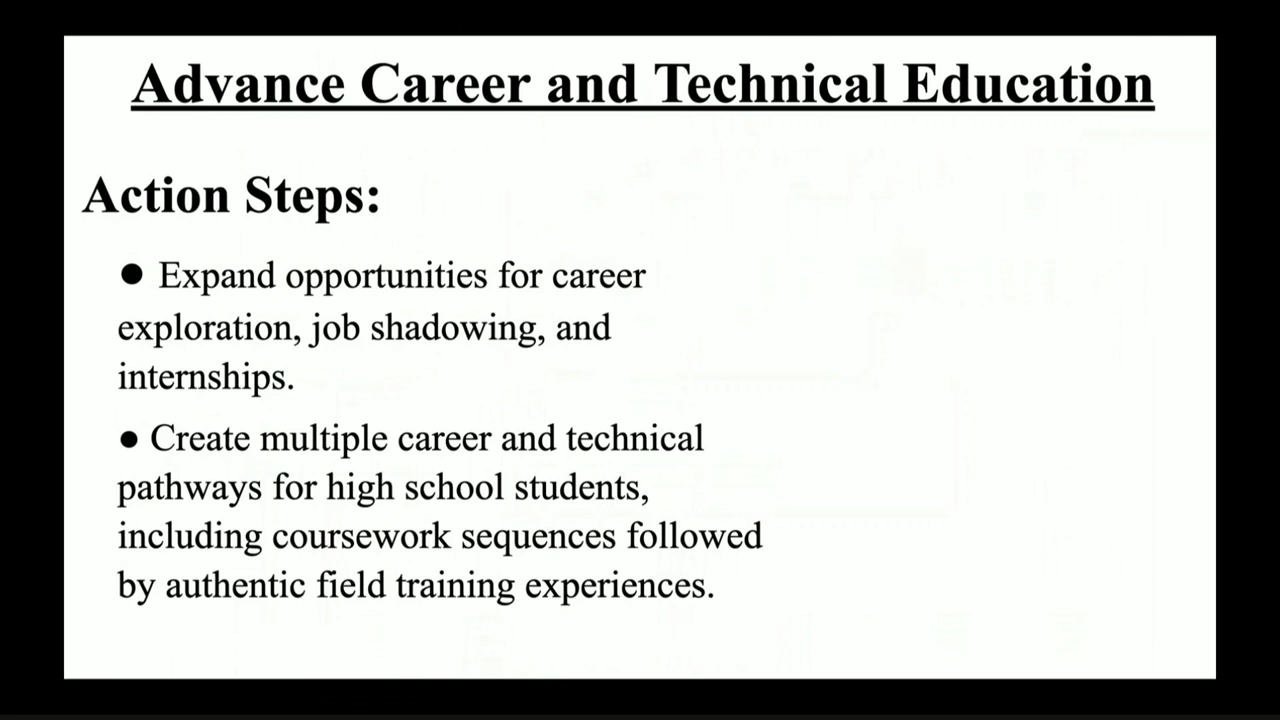 Advance Career and Technical Education
Action Steps:
● Expand opportunities for career
exploration, job shadowing, and
internships.
● Create multiple career and technical
pathways for high school students,
including coursework sequences followed
by authentic field training experiences.